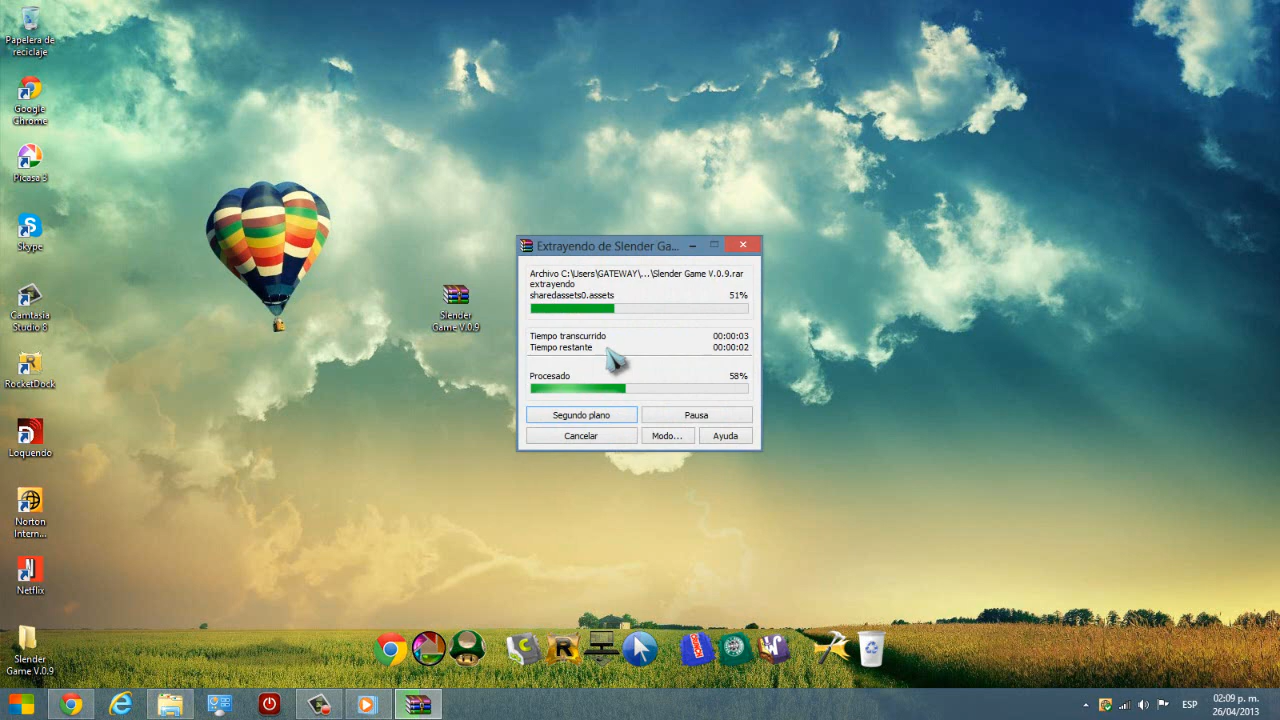 Papelera de
reciclaje
Google
Chrome
Picasa 3
Skype
Camtasia
Studio 8
RocketDock
Loquendo
Norton
Intern...
Netflix
Slender
Game V.0.9
Slender
Game V.0.9
Extrayendo de Slender Ga...
Archivo C:\Users\GATEWAY\...\Slender Game V.0.9.rar
extrayendo
sharedassets0.assets 51%
Tiempo transcurrido 00:00:03
Tiempo restante 00:00:02
Procesado 58%
Segundo plano Pausa
Cancelar Modo... Ayuda
ESP
02:09 p. m.
26/04/2013